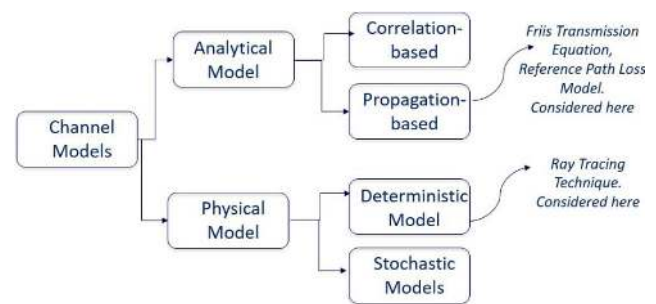 Channel
Models
Analytical
Model
Physical
Model
Correlation-
based
Propagation-
based
Deterministic
Model
Stochastic
Models
Friis Transmission
Equation,
Reference Path Loss
Model.
Considered here
Ray Tracing
Technique.
Considered here